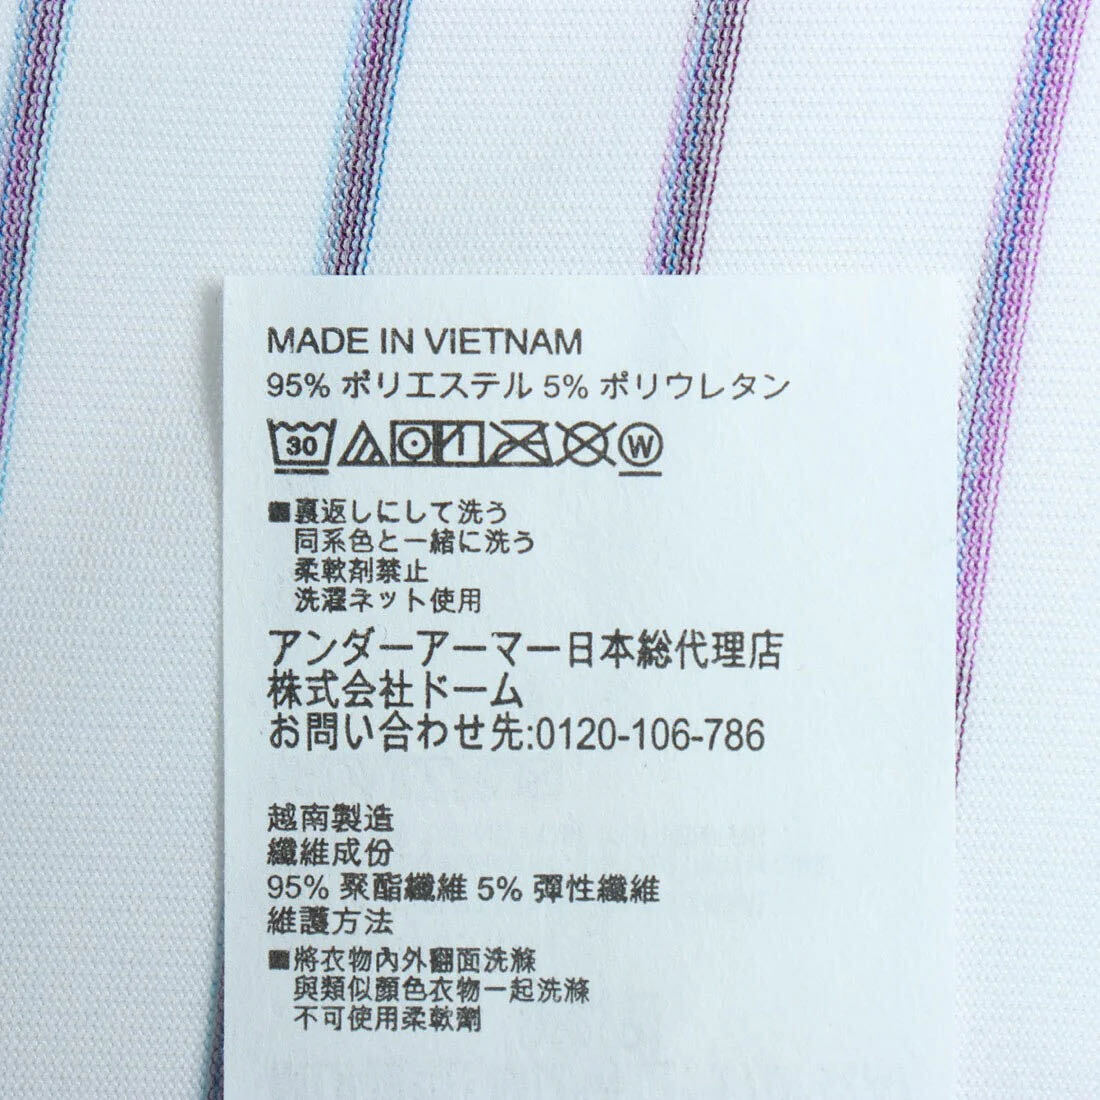 MADE IN VIETNAM
95% ポリエステル 5% ポリウレタン
30 W
■裏返しにして洗う
同系色と一緒に洗う
柔軟剤禁止
洗濯ネット使用
アンダーアーマー日本総代理店
株式会社ドーム
お問い合わせ先:0120-106-786
越南製造
纖維成份
95% 聚酯纖維 5% 彈性纖維
維護方法
■將衣物內外翻面洗滌
與類似顏色衣物一起洗滌
不可使用柔軟劑